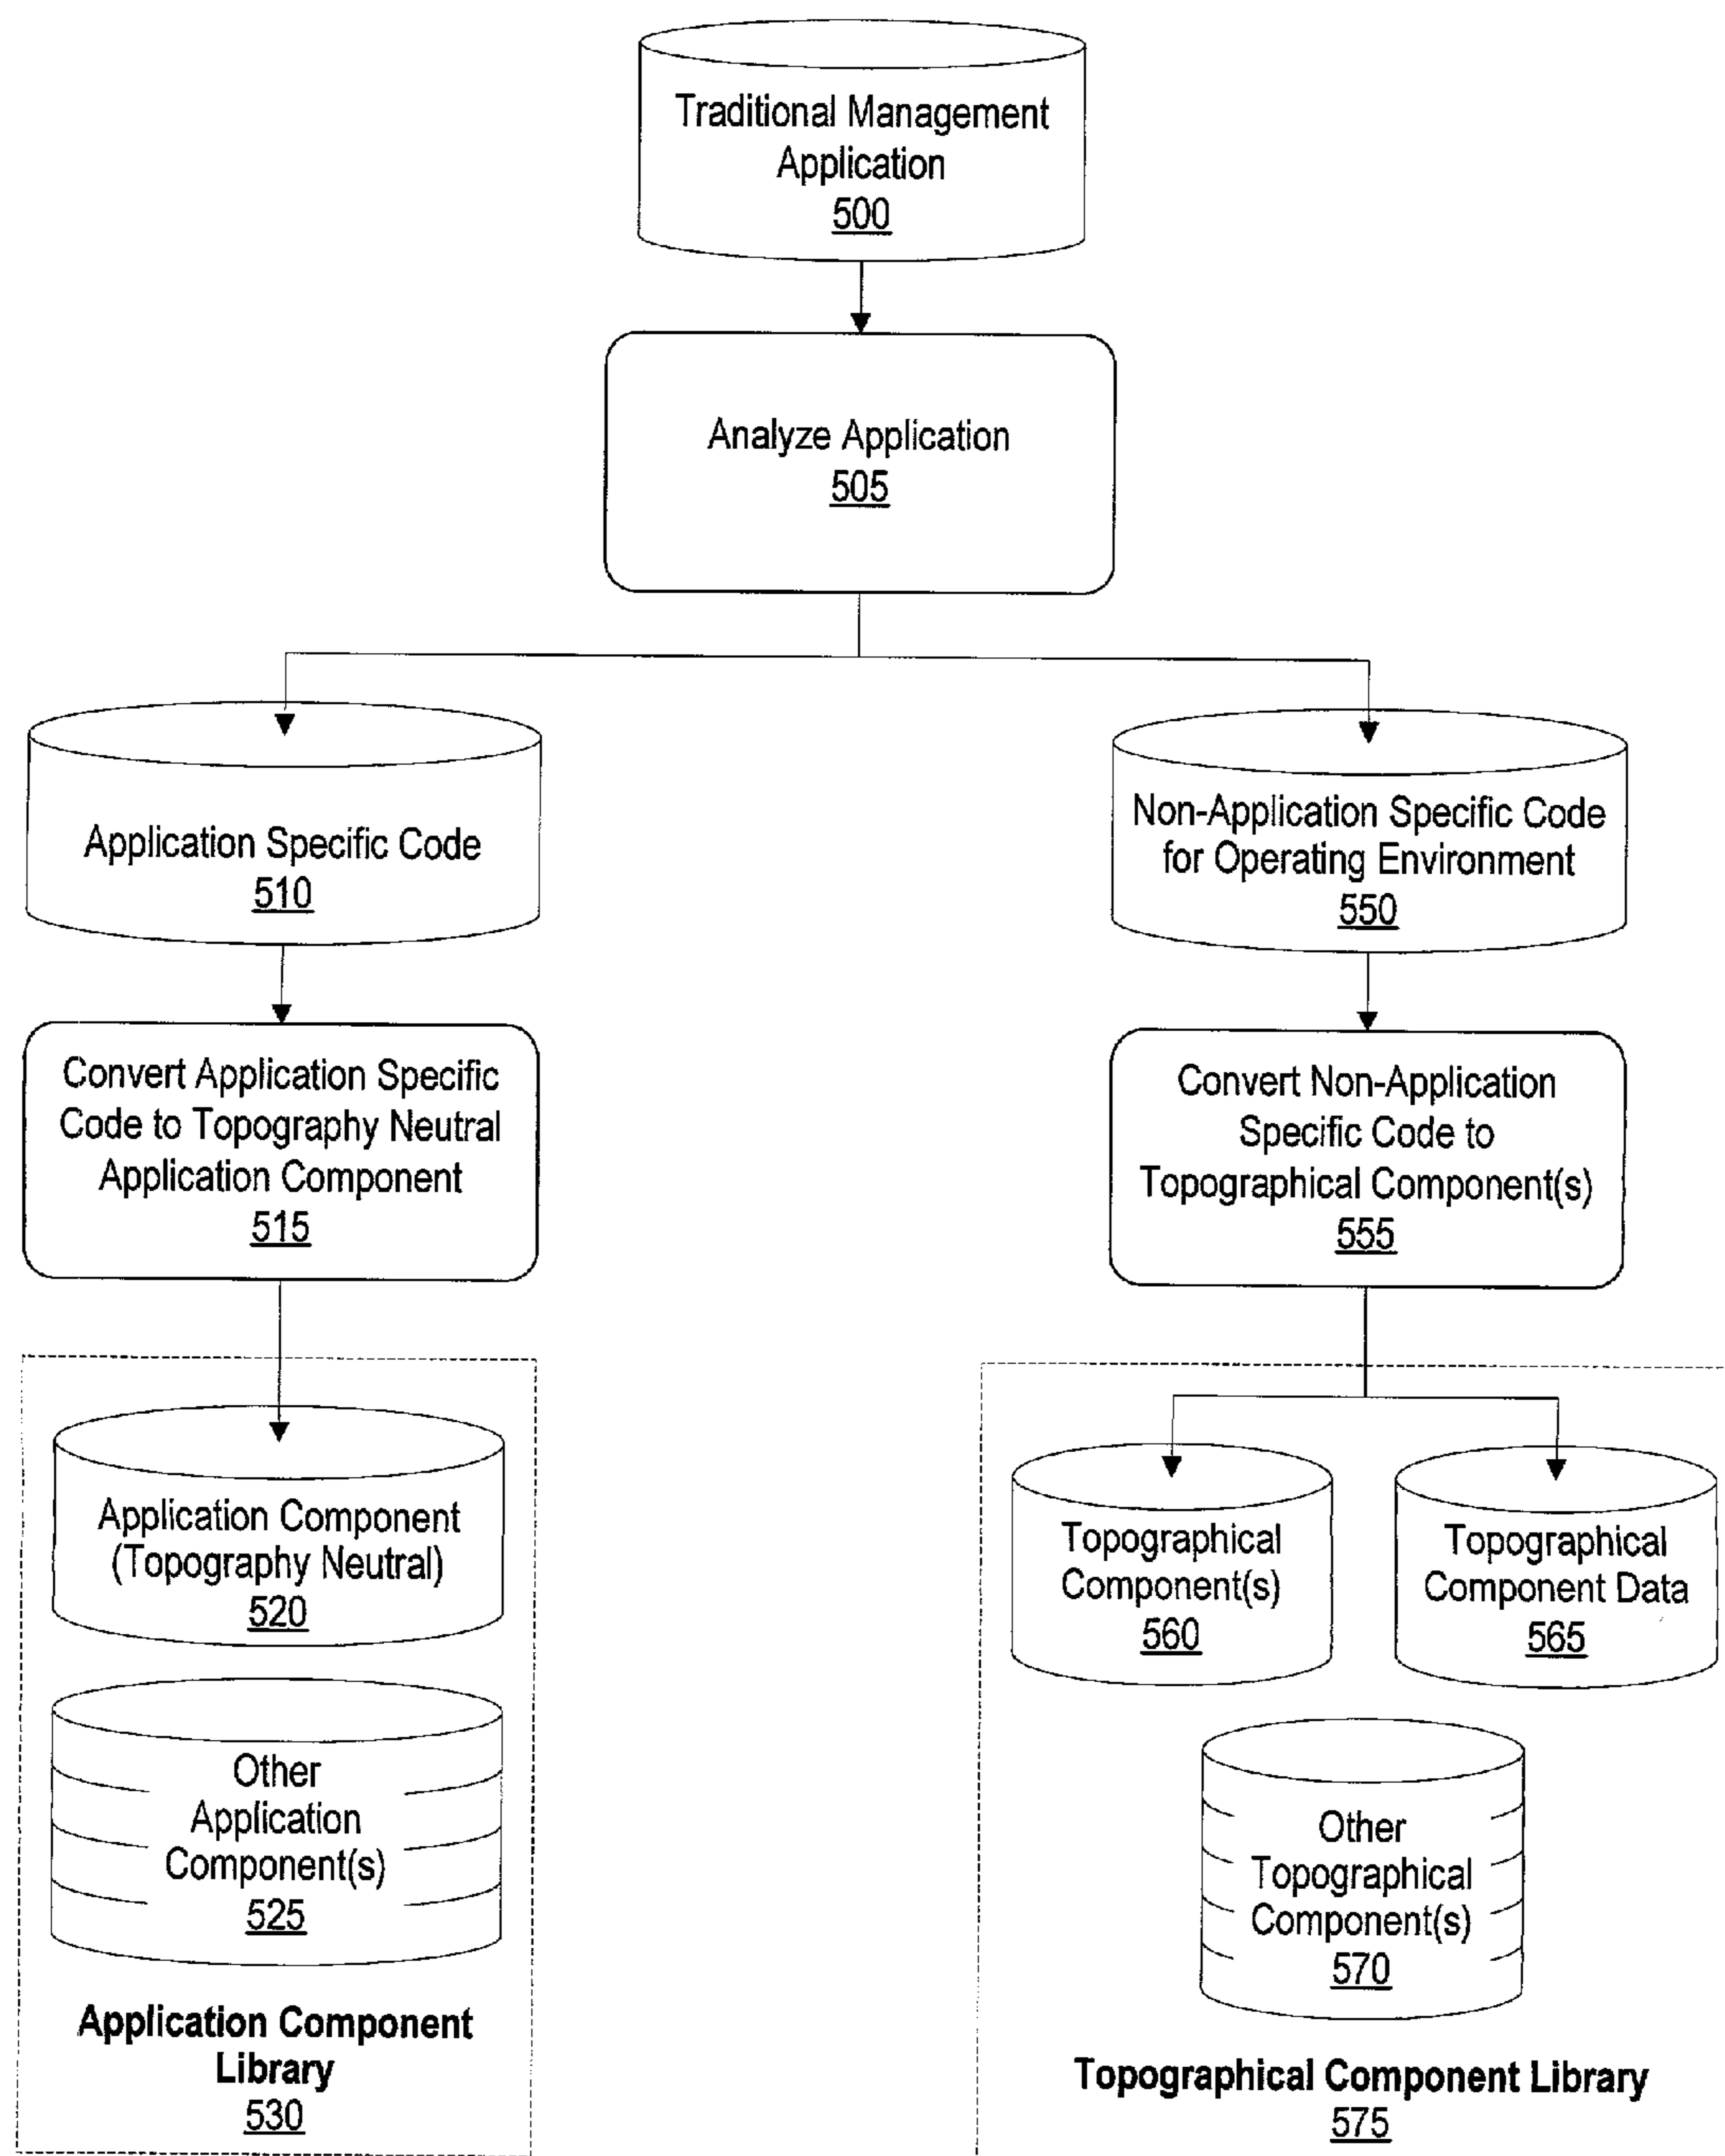 Traditional Management
Application
500
Analyze Application
505
Application Specific Code
510
Non-Application Specific Code
for Operating Environment
550
Convert Application Specific
Code to Topography Neutral
Application Component
515
Convert Non-Application
Specific Code to
Topographical Component(s)
555
Application Component
(Topography Neutral)
520
Other
Application
Component(s)
525
Application Component
Library
530
Topographical
Component(s)
560
Topographical
Component Data
565
Other
Topographical
Component(s)
570
Topographical Component Library
575